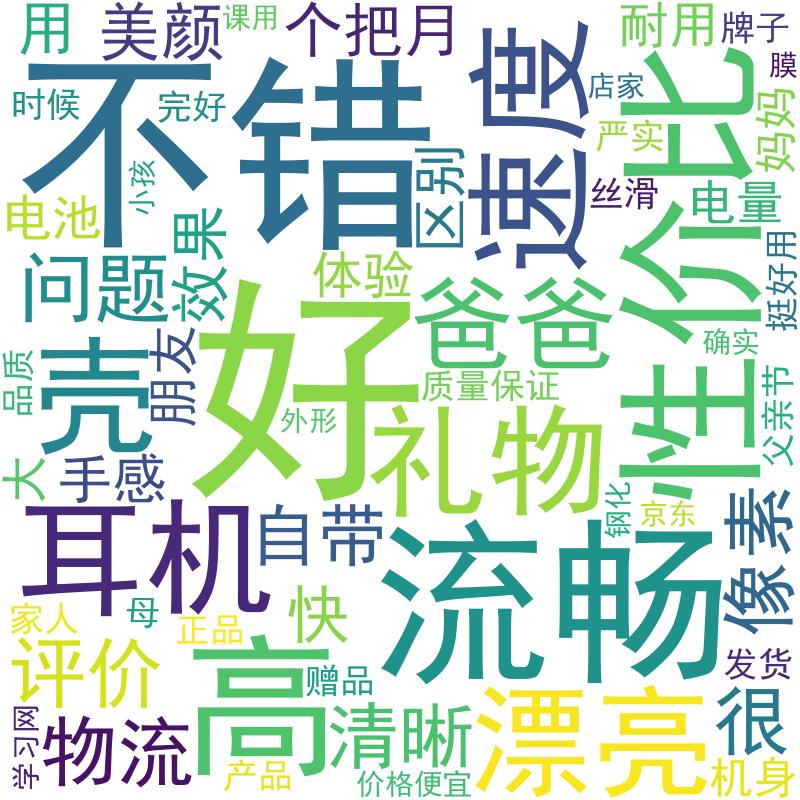 用
美颜
课用
个把月
速度
耐用
牌子
膜
时候
完好
不错
店家
性价比
妈妈
严实
小孩
区别
丝滑
电量
电池
效果
问题
体验
爸爸
挺好用
好
壳
朋友
品质
确实
质量保证
父亲节
外形
礼物
大
手感
钢化
像素
耳机
自带
京东
流畅
家人
母
正品
快
评价
高
赠品
发货
学习网
物流
清晰
漂亮
很
产品
价格便宜
机身